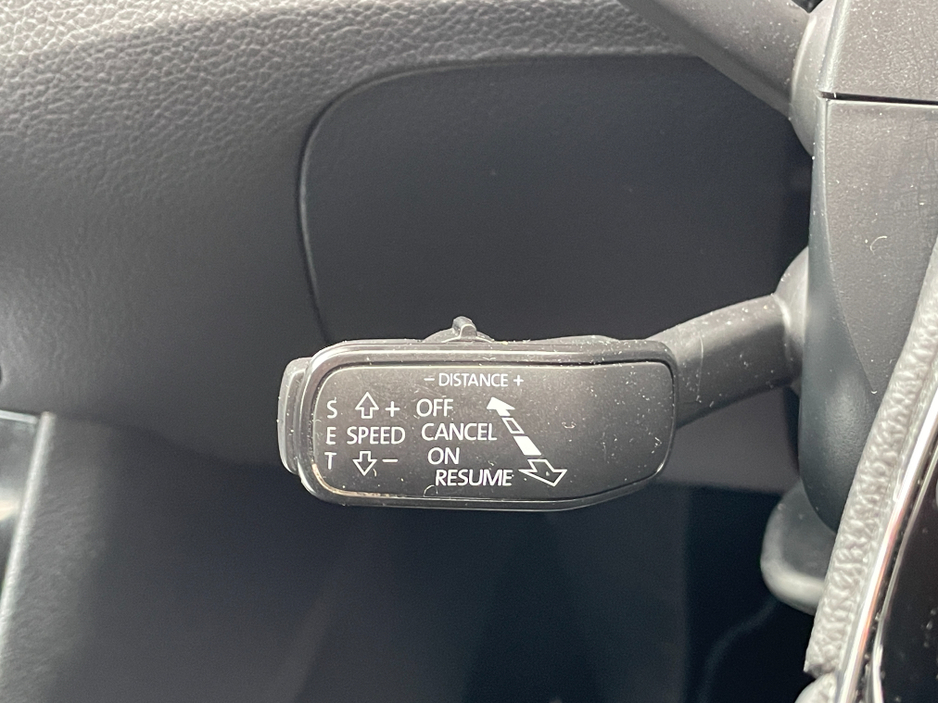 – DISTANCE +
S + OFF
E SPEED CANCEL
T – ON
RESUME